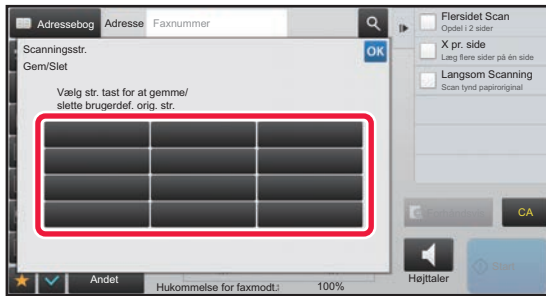 Adressebog
Adresse
Faxnummer
Scanningsstr.
OK
Gem/Slet
Vælg str. tast for at gemme/
slette brugerdef. orig. str.
Flersidet Scan
Opdel i 2 sider
X pr. side
Læg flere sider på én side
Langsom Scanning
Scan tynd papiroriginal
CA
Højttaler
Start
Andet
Hukommelse for faxmodt.:
100%